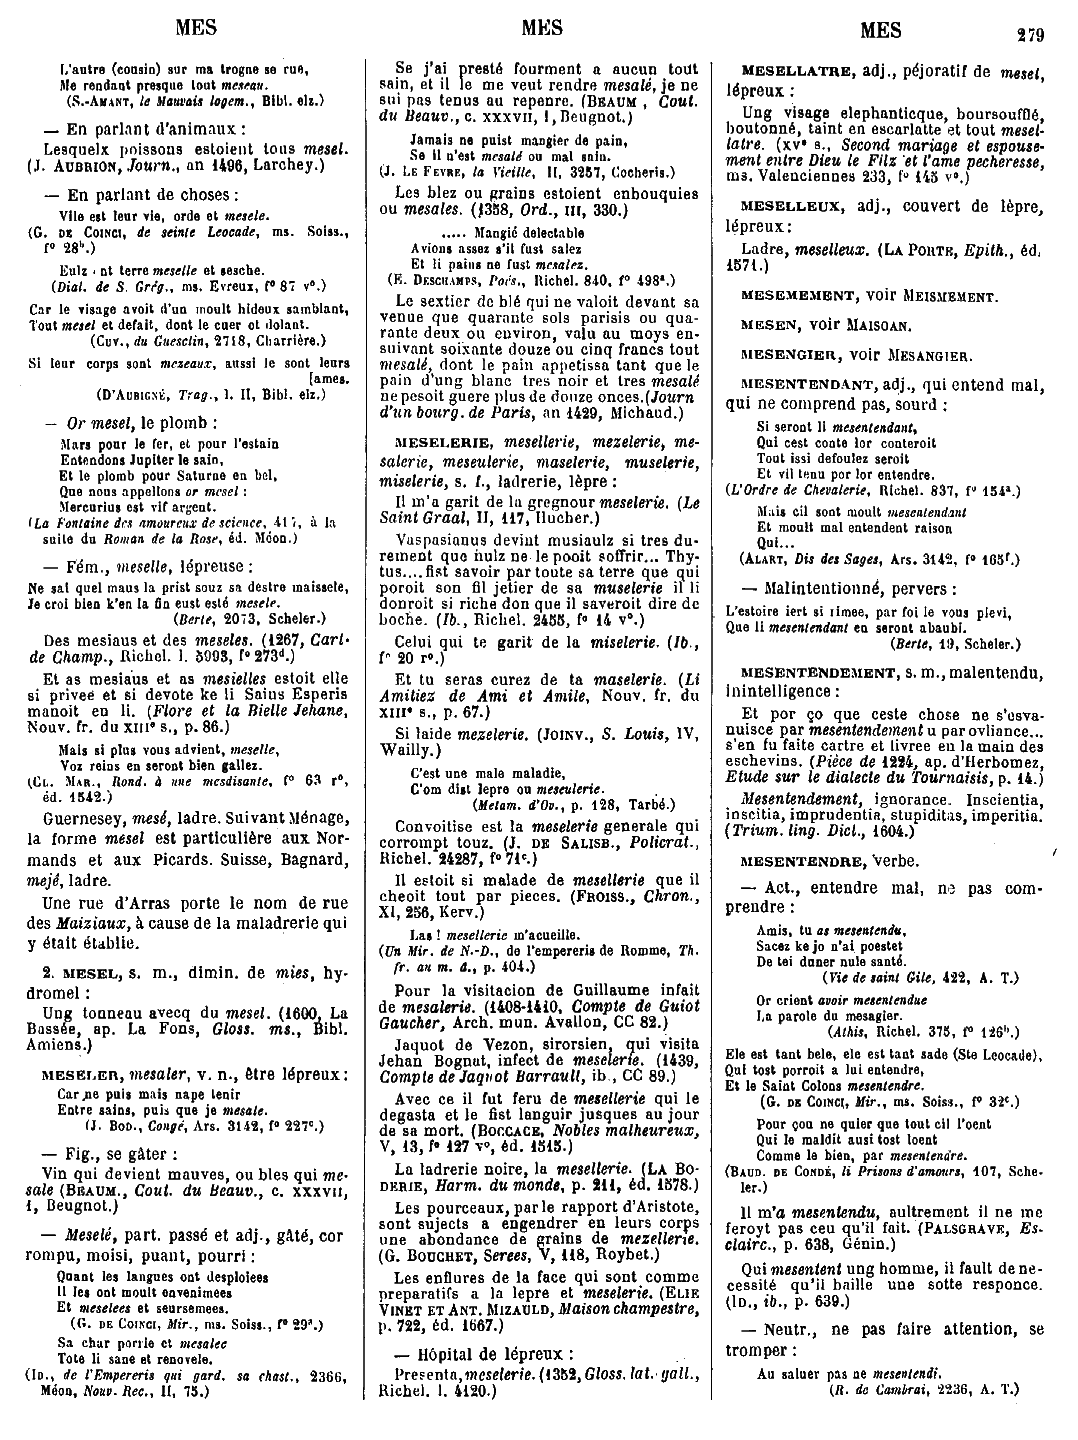 MES
MES
MES
279
L'autre (cousin) sur ma trogne se rue,
Me rendant presque tout meseau.
(S.-AMANT, le Mauvais logem., Bibl. elz.)
— En parlant d'animaux :
Lesquelx poissons estoient tous mesel.
(J. AUBRION, Journ., an 1496, Larchey.)
— En parlant de choses :
Vile est leur vie, orde et mesele.
(G. DE COINCI, de seinte Leocade, ms. Soiss.,
f° 28b.)
Eulz nt terre meselle et sesche.
(Dial. de S. Grég., ms. Evreux, f° 87 v°.)
Car le visage avoit d'un moult hideux samblant,
Tout mesel et defait, dont le cuer ot dolant.
(CUV., du Guesclin, 2718, Charrière.)
Si leur corps sont mezeaux, aussi le sont leurs
[ames.
(D'AUBIGNÉ, Trag., l. II, Bibl. elz.)
— Or mesel, le plomb :
Mars pour le fer, et pour l'estain
Entendons Jupiter le sain,
Et le plomb pour Saturne en bel,
Que nous appellons or mesel :
Mercurius est vif argent.
(La Fontaine des amoureux de science, 41, à la
suite du Roman de la Rose, éd. Méon.)
— Fém., meselle, lépreuse :
Ne sai quel maus la prist souz sa destre maissele,
Je croi bien k'en la fin eust esté mesele.
(Berte, 2073, Scheler.)
Des mesiaus et des meseles. (1267, Cart.
de Champ., Richel. l. 5993, f° 273d.)
Et as mesiaus et as mesielles estoit elle
si privee et si devote ke li Sains Esperis
manoit en li. (Flore et la Bielle Jehane,
Nouv. fr. du XIIIe s., p. 86.)
Mais si plus vous advient, meselle,
Voz reins en seront bien gallez.
(CL. MAR., Rond. à une mesdisante, f° 63 r°,
éd. 1542.)
Guernesey, mesé, ladre. Suivant Ménage,
la forme mesel est particulière aux Nor-
mands et aux Picards. Suisse, Bagnard,
mejé, ladre.
Une rue d'Arras porte le nom de rue
des Maiziaux, à cause de la maladrerie qui
y était établie.
2. MESEL, s. m., dimin. de mies, hy-
dromel :
Ung tonneau avecq du mesel. (1600, La
Bassée, ap. La Fons, Gloss. ms., Bibl.
Amiens.)
MESELER, mesaler, v. n., être lépreux :
Car ne puis mais nape tenir
Entre sains, puis que je mesale.
(J. BOD., Congé, Ars. 3142, f° 227c.)
— Fig., se gâter :
Vin qui devient mauves, ou bles qui me-
sale (BEAUM., Cout. du Beauv., c. XXXVII,
1, Beugnot.)
— Meselé, part. passé et adj., gâté, cor
rompu, moisi, puant, pourri :
Quant les langues ont desploiees
Il les ont moult envenimees
Et meselees et seursemees.
(G. DE COINCI, Mir., ms. Soiss., f° 29a.)
Sa char porrie et mesalee
Tote li sane et renovele.
(ID., de l'Empereris qui gard. sa chast., 2366,
Méon, Nouv. Rec., II, 75.)
Se j'ai presté fourment a aucun tout
sain, et il le me veut rendre mesalé, je ne
sui pas tenus au repenre. (BEAUM , Cout.
du Beauv., c. XXXVII, 1, Beugnot.)
Jamais ne puist mangier de pain,
Se il n'est mesalé ou mal sain.
(J. LE FEVRE, la Vieille, II, 3257, Cocheris.)
Les blez ou grains estoient enbouquies
ou mesales. (1358, Ord., III, 330.)
..... Mangié delectable
Avions assez s'il fust salez
Et li pains ne fust mesalez.
(E. DESCHAMPS, Poés., Richel. 840, f° 498a.)
Le sextier de blé qui ne valoit devant sa
venue que quarante sols parisis ou qua-
rante deux ou environ, valu au moys en-
suivant soixante douze ou cinq francs tout
mesalé, dont le pain appetissa tant que le
pain d'ung blanc tres noir et tres mesalé
ne pesoit guere plus de douze onces. (Journ
d'un bourg. de Paris, an 1429, Michaud.)
MESELERIE, mesellerie, mezelerie, me-
salerie, meseulerie, maselerie, muselerie,
miselerie, s. f., ladrerie, lèpre :
Il m'a garit de la gregnour meselerie. (Le
Saint Graal, II, 117, Hucher.)
Vaspasianus devint musiaulz si tres du-
rement que nulz ne le pooit soffrir... Thy-
tus.... fist savoir par toute sa terre que qui
poroit son fil jetier de sa muselerie il li
donroit si riche don que il saveroit dire de
boche. (Ib., Richel. 2455, f° 14 v°.)
Celui qui te garit de la miselerie. (Ib.,
f° 20 r°.)
Et tu seras curez de ta maselerie. (Li
Amitiez de Ami et Amile, Nouv. fr. du
XIIIe s., p. 67.)
Si laide mezelerie. (JOINV., S. Louis, IV,
Wailly.)
C'est une male maladie,
C'om dist lepre ou meseulerie.
(Metam. d'Ov., p. 128, Tarbé.)
Convoitise est la meselerie generale qui
corrompt touz. (J. DE SALISB., Policrat.,
Richel. 24287, f° 71c.)
Il estoit si malade de mesellerie que il
cheoit tout par pieces. (FROISS., Chron.,
XI, 256, Kerv.)
Las ! mesellerie m'acueille.
(Un Mir. de N.-D., de l'empereris de Romme, Th.
fr. au m. â., p. 404.)
Pour la visitacion de Guillaume infait
de mesalerie. (1408-1410, Compte de Guiot
Gaucher, Arch. mun. Avallon, CC 82.)
Jaquot de Vezon, sirorsien, qui visita
Jehan Bognat, infect de meselerie. (1439,
Compte de Jaquot Barrault, ib., CC 89.)
Avec ce il fut feru de mesellerie qui le
degasta et le fist languir jusques au jour
de sa mort. (BOCCACE, Nobles malheureux,
V, 13, f° 127 v°, éd. 1515.)
La ladrerie noire, la mesellerie. (LA BO-
DERIE, Harm. du monde, p. 211, éd. 1578.)
Les pourceaux, par le rapport d'Aristote,
sont sujects a engendrer en leurs corps
une abondance de grains de mezellerie.
(G. BOUCHET, Serees, V, 118, Roybet.)
Les enflures de la face qui sont comme
preparatifs a la lepre et meselerie. (ELIE
VINET ET ANT. MIZAULD, Maison champestre,
p. 722, éd. 1667.)
— Hôpital de lépreux :
Presenta, meselerie. (1352, Gloss. lat. gall.,
Richel. l. 4120.)
MESELLATRE, adj., péjoratif de mesel,
lépreux :
Ung visage elephanticque, boursoufflé,
boutonné, taint en escarlatte et tout mesel-
latre. (XVe s., Second mariage et espouse-
ment entre Dieu le Filz et l'ame pecheresse,
ms. Valenciennes 233, f° 145 v°.)
MESELLEUX, adj., couvert de lèpre,
lépreux :
Ladre, meselleux. (LA PORTE, Epith., éd.
1571.)
MESEMEMENT, voir MEISMEMENT.
MESEN, voir MAISOAN.
MESENGIER, voir MESANGIER.
MESENTENDANT, adj., qui entend mal,
qui ne comprend pas, sourd :
Si seront li mesentendant,
Qui cest conte lor conteroit
Tout issi defoulez seroit
Et vil tenu por lor entendre.
(L'Ordre de Chevalerie, Richel. 837, f° 154a.)
Mais cil sont moult mesentendant
Et moult mal entendent raison
Qui...
(ALART, Dis des Sages, Ars. 3142, f° 165f.)
— Malintentionné, pervers :
L'estoire iert si rimee, par foi le vous plevi,
Que li mesentendant en seront abaubi.
(Berte, 19, Scheler.)
MESENTENDEMENT, s. m., malentendu,
inintelligence :
Et por ço que ceste chose ne s'esva-
nuisce par mesentendement u par ovliance...
s'en fu faite cartre et livree en la main des
eschevins. (Pièce de 1224, ap. d'Herbomez,
Etude sur le dialecte du Tournaisis, p. 14.)
Mesentendement, ignorance. Inscientia,
inscitia, imprudentia, stupiditas, imperitia.
(Trium. ling. Dict., 1604.)
MESENTENDRE, verbe.
— Act., entendre mal, ne pas com-
prendre :
Amis, tu as mesentendu,
Sacez ke jo n'ai poestet
De tei duner nule santé.
(Vie de saint Gile, 422, A. T.)
Or crient avoir mesentendue
La parole du mesagier.
(Athis, Richel. 375, f° 126b.)
Ele est tant bele, ele est tant sade (Ste Leocade),
Qui tost porroit a lui entendre,
Et le Saint Colons mesentendre.
(G. DE COINCI, Mir., ms. Soiss., f° 32c.)
Pour çou ne quier que tout cil l'oent
Qui le maldit ausi tost loent
Comme le bien, par mesentendre.
(BAUD. DE CONDÉ, li Prisons d'amours, 107, Sche-
ler.)
Il m'a mesentendu, aultrement il ne me
feroyt pas ceu qu'il fait. (PALSGRAVE, Es-
clairc., p. 638, Génin.)
Qui mesentent ung homme, il fault de ne-
cessité qu'il baille une sotte responce.
(ID., ib., p. 639.)
— Neutr., ne pas faire attention, se
tromper :
Au saluer pas ne mesentendi.
(R. de Cambrai, 2236, A. T.)